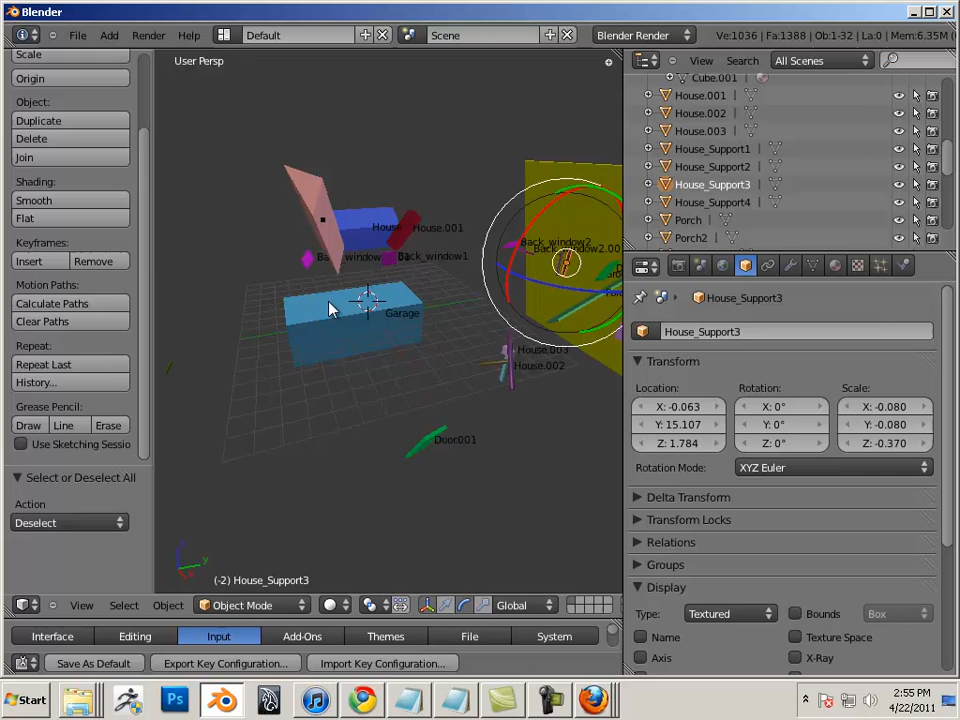 Blender
File Add Render Help Default Scene Blender Render Ve:1036 | Fa:1388 | Ob:1-32 | La:0 | Mem:6.35M
Scale
Origin
Object:
Duplicate
Delete
Join
Shading:
Smooth
Flat
Keyframes:
Insert Remove
Motion Paths:
Calculate Paths
Clear Paths
Repeat:
Repeat Last
History...
Grease Pencil:
Draw Line Erase
Use Sketching Sessio
Select or Deselect All
Action
Deselect
User Persp
House House.001
Back_window1
Back_window2
Garage
House.003
House.002
Door.001
(-2) House_Support3
View Select Object Object Mode Global
Interface Editing Input Add-Ons Themes File System
Save As Default Export Key Configuration... Import Key Configuration...
View Search All Scenes
Cube.001
House.001
House.002
House.003
House_Support1
House_Support2
House_Support3
House_Support4
Porch
Porch2
House_Support3
House_Support3
Transform
Location: Rotation: Scale:
X: -0.063 X: 0° X: -0.080
Y: 15.107 Y: 0° Y: -0.080
Z: 1.784 Z: 0° Z: -0.370
Rotation Mode: XYZ Euler
Delta Transform
Transform Locks
Relations
Groups
Display
Type: Textured Bounds Box
Name Texture Space
Axis X-Ray
Start 2:55 PM
4/22/2011